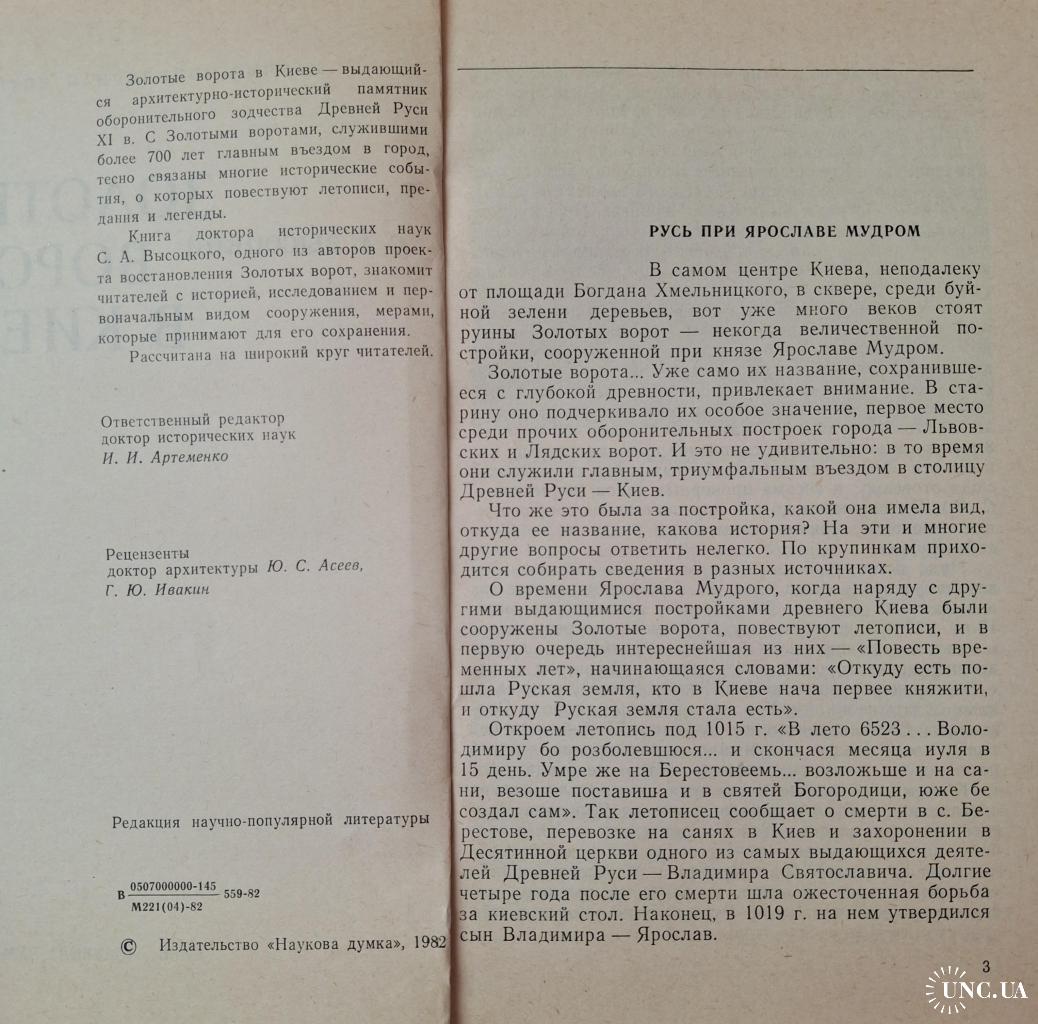 Золотые ворота в Киеве — выдающий-
ся архитектурно-исторический памятник
оборонительного зодчества Древней Руси
XI в. С Золотыми воротами, служившими
более 700 лет главным въездом в город,
тесно связаны многие исторические собы-
тия, о которых повествуют летописи, пре-
дания и легенды.
Книга доктора исторических наук
С. А. Высоцкого, одного из авторов проек-
та восстановления Золотых ворот, знакомит
читателей с историей, исследованием и пер-
воначальным видом сооружения, мерами,
которые принимают для его сохранения.
Рассчитана на широкий круг читателей.
Ответственный редактор
доктор исторических наук
И. И. Артеменко
Рецензенты
доктор архитектуры Ю. С. Асеев,
Г. Ю. Ивакин
Редакция научно-популярной литературы
0507000000-145
В 559-82
М221(04)-82
© Издательство «Наукова думка», 1982
РУСЬ ПРИ ЯРОСЛАВЕ МУДРОМ
В самом центре Киева, неподалеку
от площади Богдана Хмельницкого, в сквере, среди буй-
ной зелени деревьев, вот уже много веков стоят
руины Золотых ворот — некогда величественной по-
стройки, сооруженной при князе Ярославе Мудром.
Золотые ворота... Уже само их название, сохранивше-
еся с глубокой древности, привлекает внимание. В ста-
рину оно подчеркивало их особое значение, первое место
среди прочих оборонительных построек города — Львов-
ских и Лядских ворот. И это не удивительно: в то время
они служили главным, триумфальным въездом в столицу
Древней Руси — Киев.
Что же это была за постройка, какой она имела вид,
откуда ее название, какова история? На эти и многие
другие вопросы ответить нелегко. По крупинкам прихо-
дится собирать сведения в разных источниках.
О времени Ярослава Мудрого, когда наряду с дру-
гими выдающимися постройками древнего Киева были
сооружены Золотые ворота, повествуют летописи, и в
первую очередь интереснейшая из них — «Повесть вре-
менных лет», начинающаяся словами: «Откуду есть по-
шла Руская земля, кто в Киеве нача первее княжити,
и откуду Руская земля стала есть».
Откроем летопись под 1015 г. «В лето 6523 . . . Воло-
димиру бо розболевшюся... и скончася месяца иуля в
15 день. Умре же на Берестовеемь... возложьше и на са-
ни, везоше поставиша и в святей Богородици, юже бе
создал сам». Так летописец сообщает о смерти в с. Бе-
рестове, перевозке на санях в Киев и захоронении в
Десятинной церкви одного из самых выдающихся деяте-
лей Древней Руси — Владимира Святославича. Долгие
четыре года после его смерти шла ожесточенная борьба
за киевский стол. Наконец, в 1019 г. на нем утвердился
сын Владимира — Ярослав.
3
UNC.UA